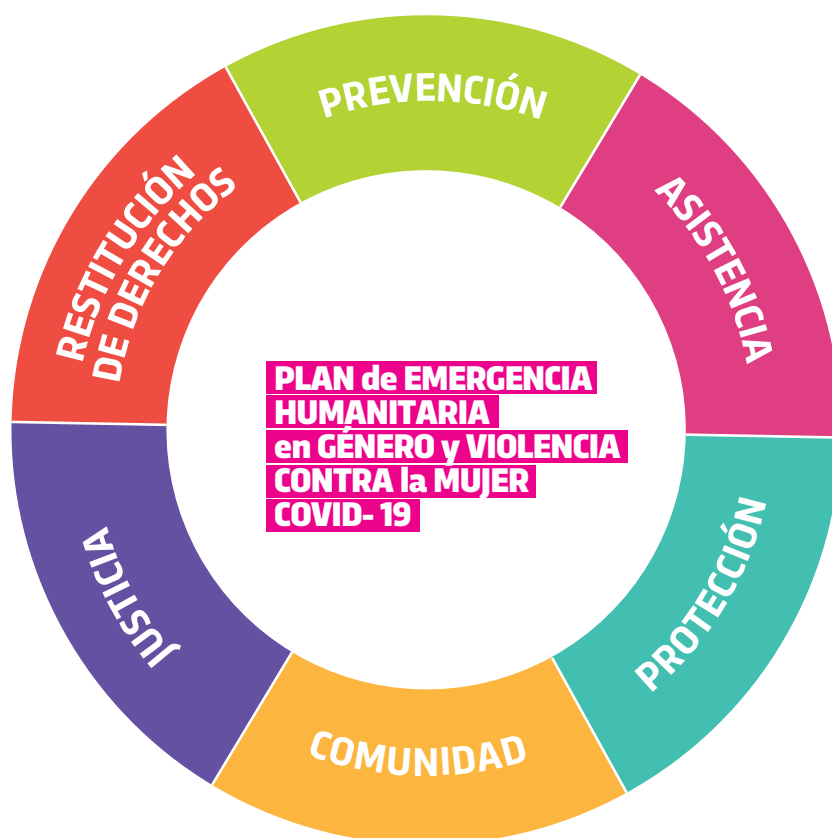 PREVENCIÓN
ASISTENCIA
PROTECCIÓN
COMUNIDAD
JUSTICIA
RESTITUCIÓN
DE DERECHOS
PLAN de EMERGENCIA
HUMANITARIA
en GÉNERO y VIOLENCIA
CONTRA la MUJER
COVID- 19